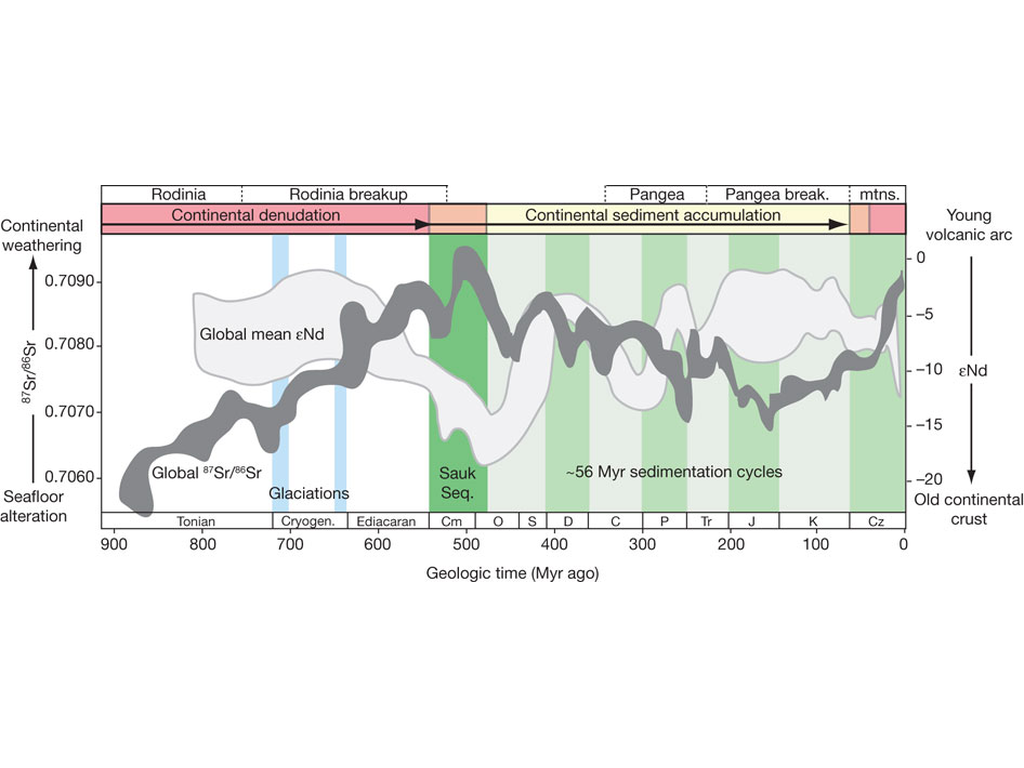 Rodinia
Rodinia breakup
Pangea
Pangea break.
mtns.
Continental denudation
Continental sediment accumulation
Continental
weathering
0.7090
0.7080
0.7070
0.7060
⁸⁷Sr/⁸⁶Sr
Seafloor
alteration
Young
volcanic arc
0
−5
−10
−15
−20
εNd
Old continental
crust
Global mean εNd
Global ⁸⁷Sr/⁸⁶Sr
Glaciations
Sauk
Seq.
~56 Myr sedimentation cycles
Tonian
Cryogen.
Ediacaran
Cm
O
S
D
C
P
Tr
J
K
Cz
900
800
700
600
500
400
300
200
100
0
Geologic time (Myr ago)